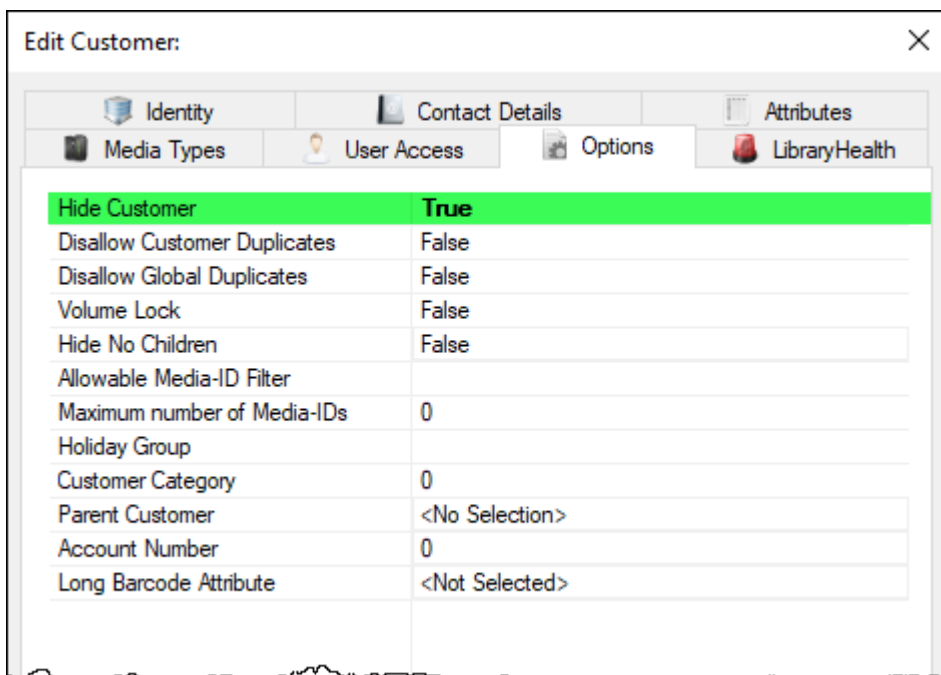 Edit Customer:
Identity Contact Details Attributes
Media Types User Access Options LibraryHealth
Hide Customer True
Disallow Customer Duplicates False
Disallow Global Duplicates False
Volume Lock False
Hide No Children False
Allowable Media-ID Filter
Maximum number of Media-IDs 0
Holiday Group
Customer Category 0
Parent Customer <No Selection>
Account Number 0
Long Barcode Attribute <Not Selected>